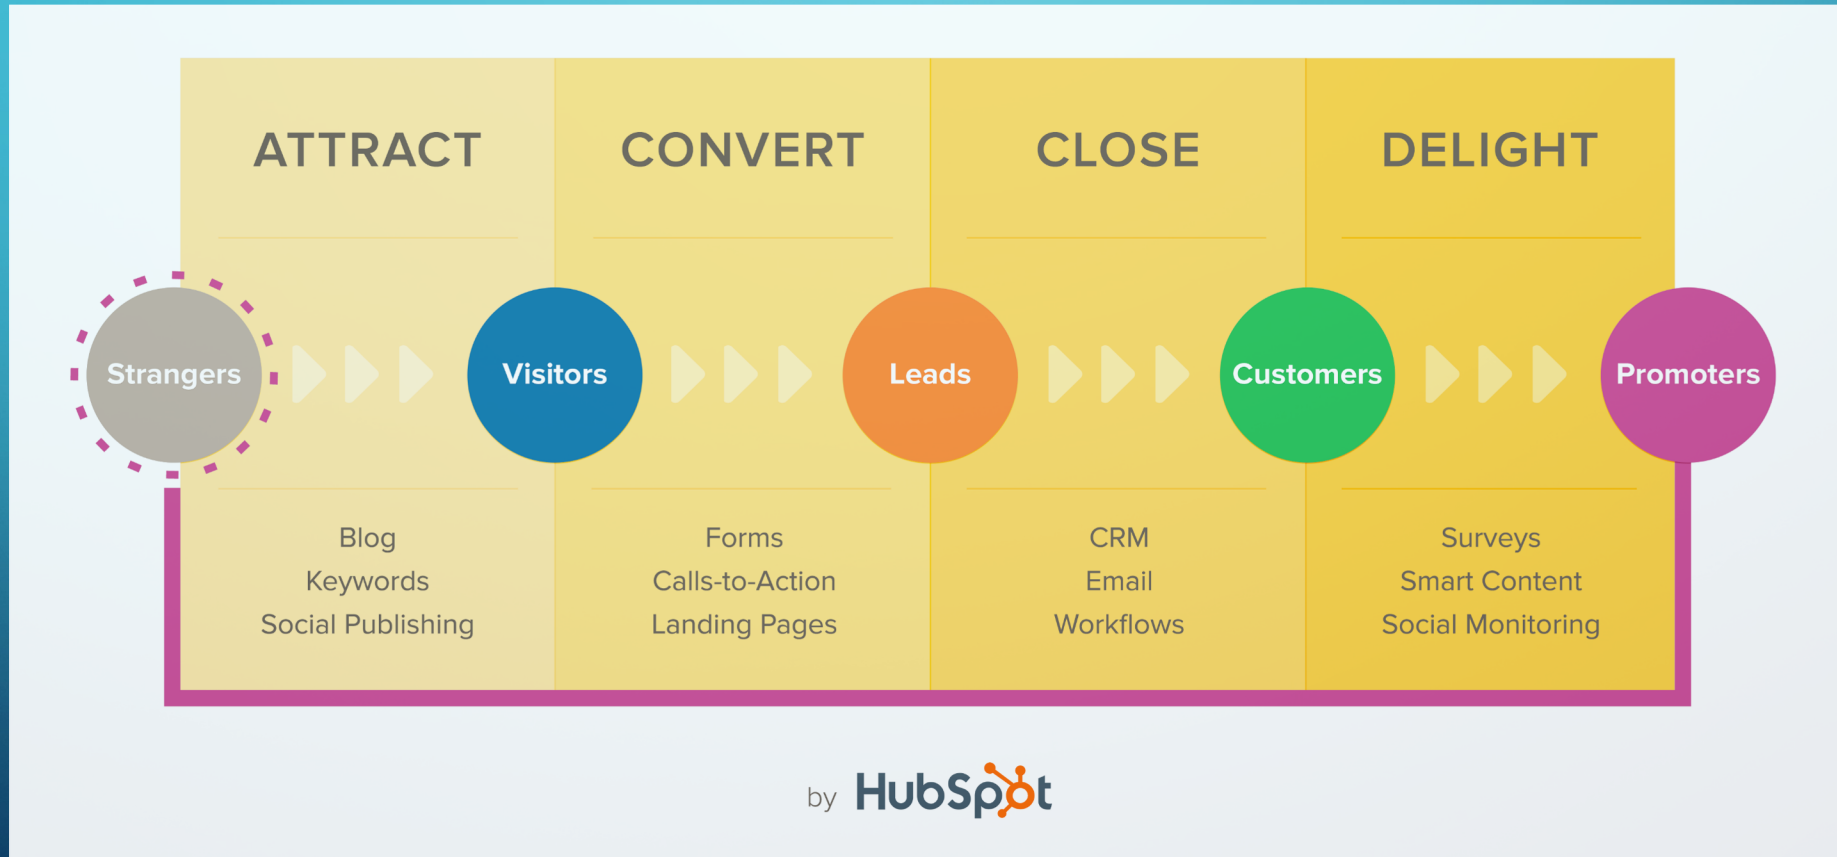 ATTRACT
CONVERT
CLOSE
DELIGHT
Strangers
Visitors
Leads
Customers
Promoters
Blog
Keywords
Social Publishing
Forms
Calls-to-Action
Landing Pages
CRM
Email
Workflows
Surveys
Smart Content
Social Monitoring
by HubSpot